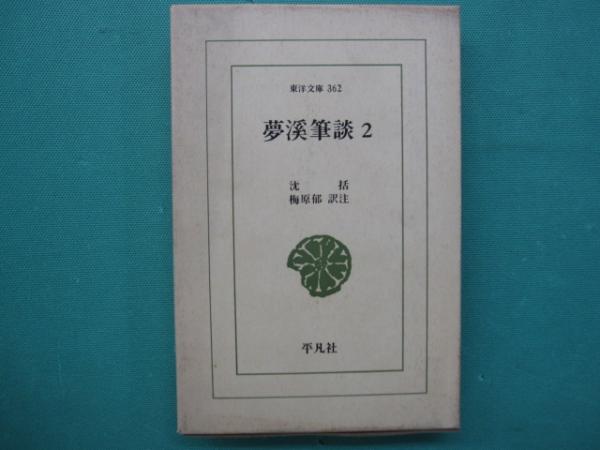 東洋文庫 362
夢溪筆談 2
沈括
梅原郁 訳注
平凡社